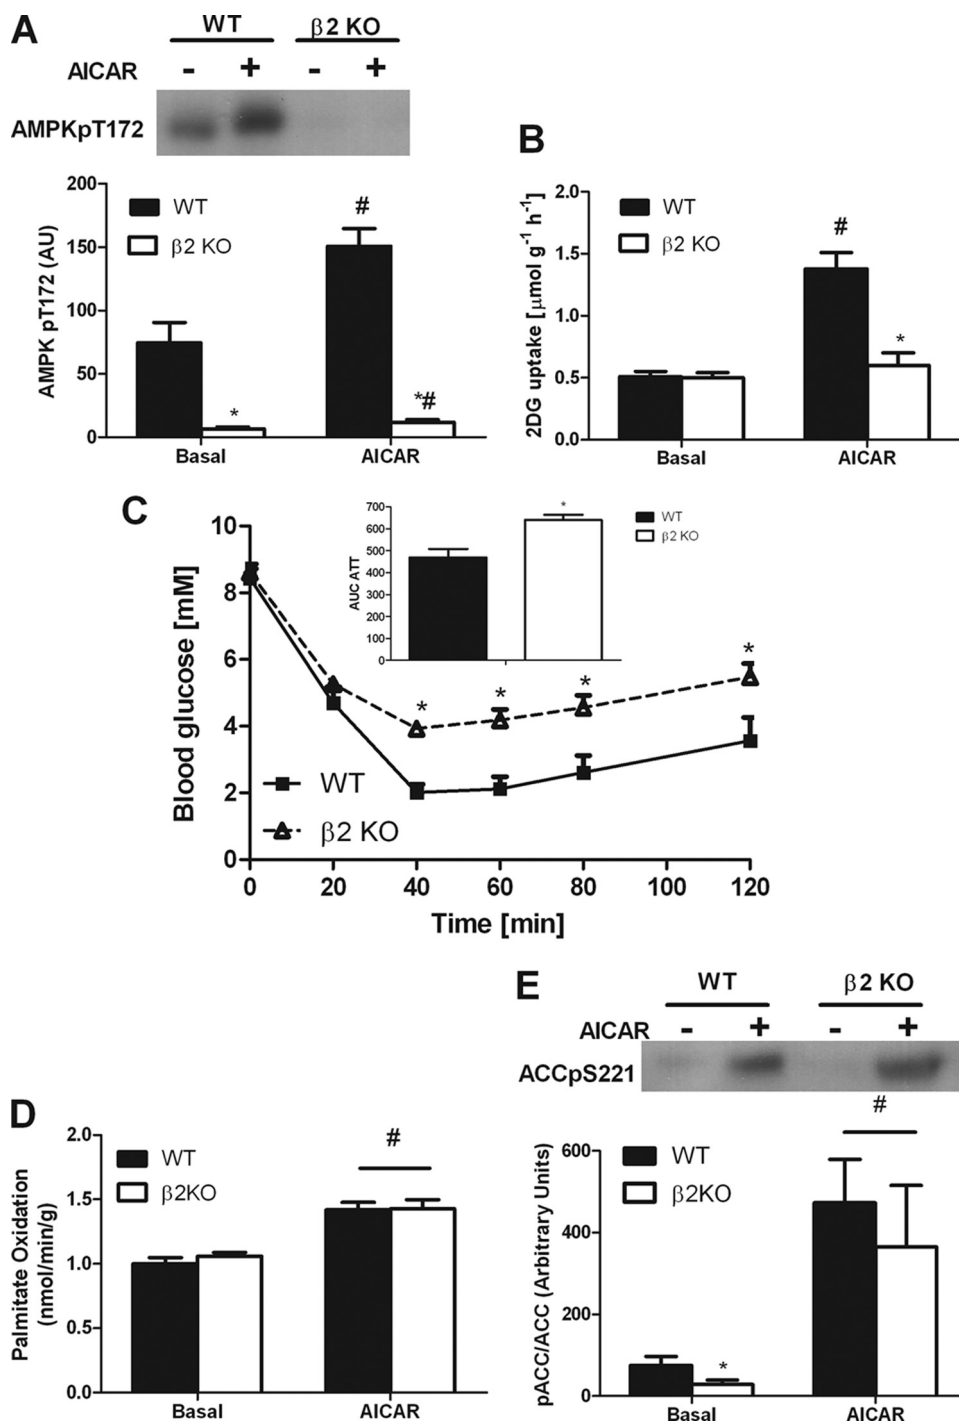 A
WT β2 KO
AICAR - + - +
AMPKpT172
200
150
100
50
0
AMPK pT172 (AU)
WT
β2 KO
#
*
*#
Basal AICAR
B
2.0
1.5
1.0
0.5
0.0
2DG uptake [μmol g-1 h-1]
WT
β2 KO
#
*
Basal AICAR
C
10
8
6
4
2
0
Blood glucose [mM]
700
600
500
400
300
200
100
0
AUC ATT
*
WT
β2 KO
* * * *
WT
β2 KO
0 20 40 60 80 100 120
Time [min]
D
2.0
1.5
1.0
0.5
0.0
Palmitate Oxidation
(nmol/min/g)
WT
β2KO
#
Basal AICAR
E
WT β2 KO
AICAR - + - +
ACCpS221
600
400
200
0
pACC/ACC (Arbitrary Units)
WT
β2KO
#
*
Basal AICAR